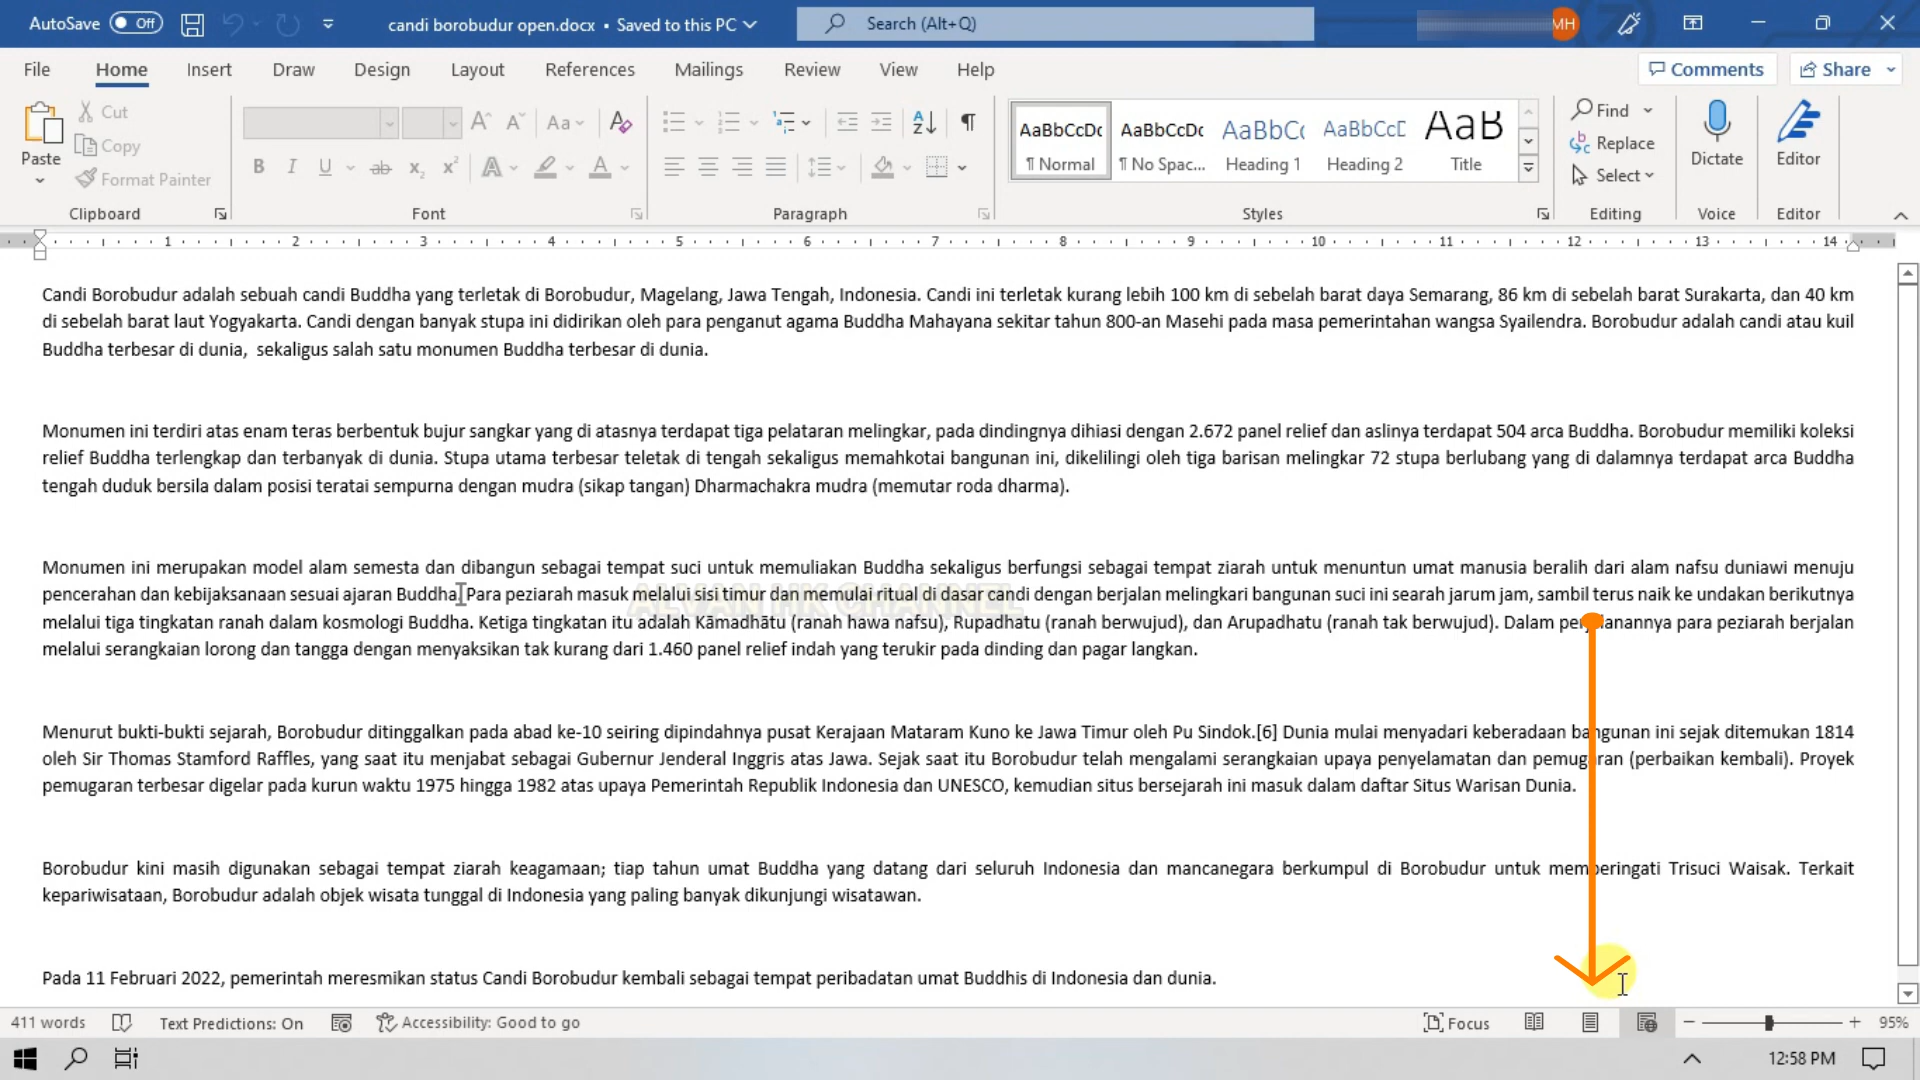 AutoSave Off candi borobudur open.docx • Saved to this PC Search (Alt+Q) MH
File Home Insert Draw Design Layout References Mailings Review View Help Comments Share
Paste
Cut
Copy
Format Painter
Clipboard
Aa
A
B I U ab x₂ x² A A
Font
A Z ¶
Paragraph
AaBbCcDc AaBbCcDc AaBbC AaBbCcD AaB
¶ Normal ¶ No Spac... Heading 1 Heading 2 Title
Styles
Find
Replace
Select
Editing
Dictate
Voice
Editor
Editor
1 2 3 4 5 6 7 8 9 10 11 12 13 14
Candi Borobudur adalah sebuah candi Buddha yang terletak di Borobudur, Magelang, Jawa Tengah, Indonesia. Candi ini terletak kurang lebih 100 km di sebelah barat daya Semarang, 86 km di sebelah barat Surakarta, dan 40 km
di sebelah barat laut Yogyakarta. Candi dengan banyak stupa ini didirikan oleh para penganut agama Buddha Mahayana sekitar tahun 800-an Masehi pada masa pemerintahan wangsa Syailendra. Borobudur adalah candi atau kuil
Buddha terbesar di dunia, sekaligus salah satu monumen Buddha terbesar di dunia.
Monumen ini terdiri atas enam teras berbentuk bujur sangkar yang di atasnya terdapat tiga pelataran melingkar, pada dindingnya dihiasi dengan 2.672 panel relief dan aslinya terdapat 504 arca Buddha. Borobudur memiliki koleksi
relief Buddha terlengkap dan terbanyak di dunia. Stupa utama terbesar teletak di tengah sekaligus memahkotai bangunan ini, dikelilingi oleh tiga barisan melingkar 72 stupa berlubang yang di dalamnya terdapat arca Buddha
tengah duduk bersila dalam posisi teratai sempurna dengan mudra (sikap tangan) Dharmachakra mudra (memutar roda dharma).
Monumen ini merupakan model alam semesta dan dibangun sebagai tempat suci untuk memuliakan Buddha sekaligus berfungsi sebagai tempat ziarah untuk menuntun umat manusia beralih dari alam nafsu duniawi menuju
pencerahan dan kebijaksanaan sesuai ajaran Buddha. Para peziarah masuk melalui sisi timur dan memulai ritual di dasar candi dengan berjalan melingkari bangunan suci ini searah jarum jam, sambil terus naik ke undakan berikutnya
ALVAN HK CHANNEL
melalui tiga tingkatan ranah dalam kosmologi Buddha. Ketiga tingkatan itu adalah Kāmadhātu (ranah hawa nafsu), Rupadhatu (ranah berwujud), dan Arupadhatu (ranah tak berwujud). Dalam perjalanannya para peziarah berjalan
melalui serangkaian lorong dan tangga dengan menyaksikan tak kurang dari 1.460 panel relief indah yang terukir pada dinding dan pagar langkan.
Menurut bukti-bukti sejarah, Borobudur ditinggalkan pada abad ke-10 seiring dipindahnya pusat Kerajaan Mataram Kuno ke Jawa Timur oleh Pu Sindok.[6] Dunia mulai menyadari keberadaan bangunan ini sejak ditemukan 1814
oleh Sir Thomas Stamford Raffles, yang saat itu menjabat sebagai Gubernur Jenderal Inggris atas Jawa. Sejak saat itu Borobudur telah mengalami serangkaian upaya penyelamatan dan pemugaran (perbaikan kembali). Proyek
pemugaran terbesar digelar pada kurun waktu 1975 hingga 1982 atas upaya Pemerintah Republik Indonesia dan UNESCO, kemudian situs bersejarah ini masuk dalam daftar Situs Warisan Dunia.
Borobudur kini masih digunakan sebagai tempat ziarah keagamaan; tiap tahun umat Buddha yang datang dari seluruh Indonesia dan mancanegara berkumpul di Borobudur untuk memperingati Trisuci Waisak. Terkait
kepariwisataan, Borobudur adalah objek wisata tunggal di Indonesia yang paling banyak dikunjungi wisatawan.
Pada 11 Februari 2022, pemerintah meresmikan status Candi Borobudur kembali sebagai tempat peribadatan umat Buddhis di Indonesia dan dunia.
411 words Text Predictions: On Accessibility: Good to go Focus 95%
12:58 PM